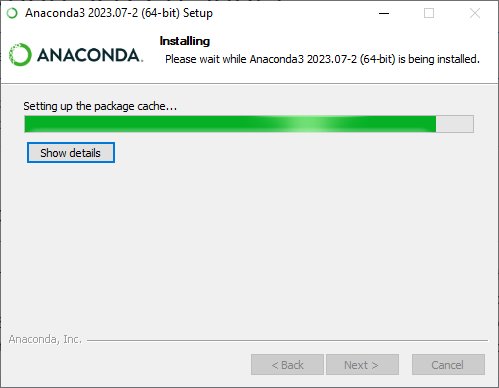 Anaconda3 2023.07-2 (64-bit) Setup
ANACONDA.
Installing
Please wait while Anaconda3 2023.07-2 (64-bit) is being installed.
Setting up the package cache...
Show details
Anaconda, Inc.
< Back
Next >
Cancel